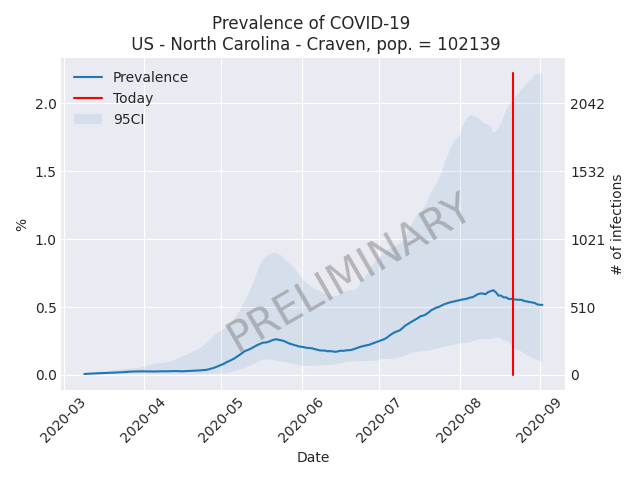 Prevalence of COVID-19
US - North Carolina - Craven, pop. = 102139
Prevalence
Today
95CI
PRELIMINARY
%
2.0
1.5
1.0
0.5
0.0
# of infections
2042
1532
1021
510
0
2020-03
2020-04
2020-05
2020-06
2020-07
2020-08
2020-09
Date